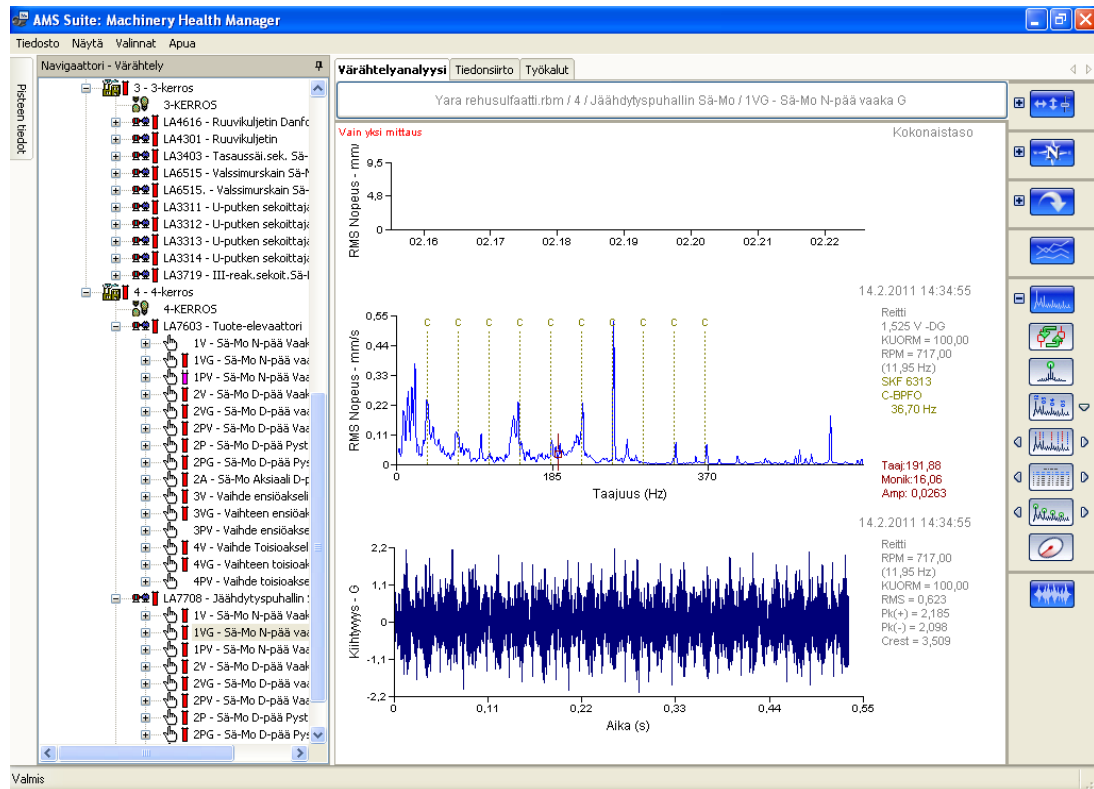 AMS Suite: Machinery Health Manager
Tiedosto Näytä Valinnat Apua
Pisteen tiedot
Navigaattori - Värähtely
3 - 3-kerros
3-KERROS
LA4616 - Ruuvikuljetin Danfo
LA4301 - Ruuvikuljetin
LA3403 - Tasaussäi.sek. Sä-
LA6515 - Valssimurskain Sä-M
LA6515. - Valssimurskain Sä-
LA3311 - U-putken sekoittaja
LA3312 - U-putken sekoittaja
LA3313 - U-putken sekoittaja
LA3314 - U-putken sekoittaja
LA3719 - III-reak.sekoit.Sä-
4 - 4-kerros
4-KERROS
LA7603 - Tuote-elevaattori
1V - Sä-Mo N-pää Vaak
1VG - Sä-Mo N-pää vaa
1PV - Sä-Mo N-pää Vaa
2V - Sä-Mo D-pää Vaak
2VG - Sä-Mo D-pää vaa
2PV - Sä-Mo D-pää Vaa
2P - Sä-Mo D-pää Pyst
2PG - Sä-Mo D-pää Pys
2A - Sä-Mo Aksiaali D-p
3V - Vaihde ensiöakseli
3VG - Vaihteen ensiöak
3PV - Vaihde ensiöakse
4V - Vaihde Toisioaksel
4VG - Vaihteen toisioak
4PV - Vaihde toisioakse
LA7708 - Jäähdytyspuhallin S
1V - Sä-Mo N-pää Vaak
1VG - Sä-Mo N-pää vaa
1PV - Sä-Mo N-pää Vaa
2V - Sä-Mo D-pää Vaak
2VG - Sä-Mo D-pää vaa
2PV - Sä-Mo D-pää Vaa
2P - Sä-Mo D-pää Pyst
2PG - Sä-Mo D-pää Pys
Värähtelyanalyysi Tiedonsiirto Työkalut
Yara rehusulfaatti.rbm / 4 / Jäähdytyspuhallin Sä-Mo / 1VG - Sä-Mo N-pää vaaka G
Vain yksi mittaus
Kokonaistaso
RMS Nopeus - mm/
9,5
4,8
0
02.16 02.17 02.18 02.19 02.20 02.21 02.22
14.2.2011 14:34:55
RMS Nopeus - mm/s
0,55
0,44
0,33
0,22
0,11
0
C C C C C C C C C C
0 185 370
Taajuus (Hz)
Reitti
1,525 V -DG
KUORM = 100,00
RPM = 717,00
(11,95 Hz)
SKF 6313
C-BPFO
36,70 Hz
Taaj:191,88
Monik:16,06
Amp: 0,0263
14.2.2011 14:34:55
Kiihtyvyys - G
2,2
1,1
0
-1,1
-2,2
0 0,11 0,22 0,33 0,44 0,55
Aika (s)
Reitti
RPM = 717,00
(11,95 Hz)
KUORM = 100,00
RMS = 0,623
Pk(+) = 2,185
Pk(-) = 2,098
Crest = 3,509
N
Valmis